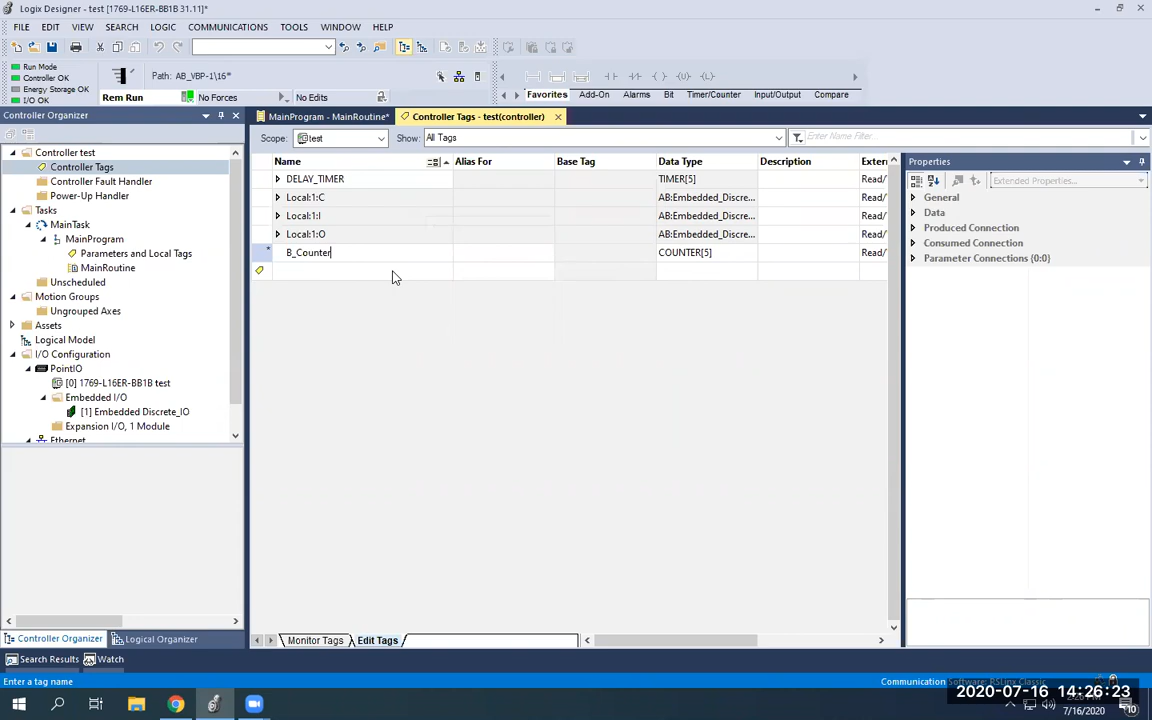 Logix Designer - test [1769-L16ER-BB1B 31.11]*
FILE EDIT VIEW SEARCH LOGIC COMMUNICATIONS TOOLS WINDOW HELP
Run Mode
Controller OK
Energy Storage OK
I/O OK
Path: AB_VBP-1\16*
Rem Run No Forces No Edits
Favorites Add-On Alarms Bit Timer/Counter Input/Output Compare
Controller Organizer
Controller test
Controller Tags
Controller Fault Handler
Power-Up Handler
Tasks
MainTask
MainProgram
Parameters and Local Tags
MainRoutine
Unscheduled
Motion Groups
Ungrouped Axes
Assets
Logical Model
I/O Configuration
PointIO
[0] 1769-L16ER-BB1B test
Embedded I/O
[1] Embedded Discrete_IO
Expansion I/O, 1 Module
Ethernet
Controller Organizer Logical Organizer
MainProgram - MainRoutine* Controller Tags - test(controller)
Scope: test Show: All Tags Enter Name Filter...
Name Alias For Base Tag Data Type Description Extern
DELAY_TIMER TIMER[5] Read/
Local:1:C AB:Embedded_Discre... Read/
Local:1:I AB:Embedded_Discre... Read/
Local:1:O AB:Embedded_Discre... Read/
* B_Counter COUNTER[5] Read/
Monitor Tags Edit Tags
Properties
Extended Properties...
General
Data
Produced Connection
Consumed Connection
Parameter Connections {0:0}
Search Results Watch
Enter a tag name
Communication Software: RSLinx Classic
2020-07-16 14:26:23
7/16/2020
10